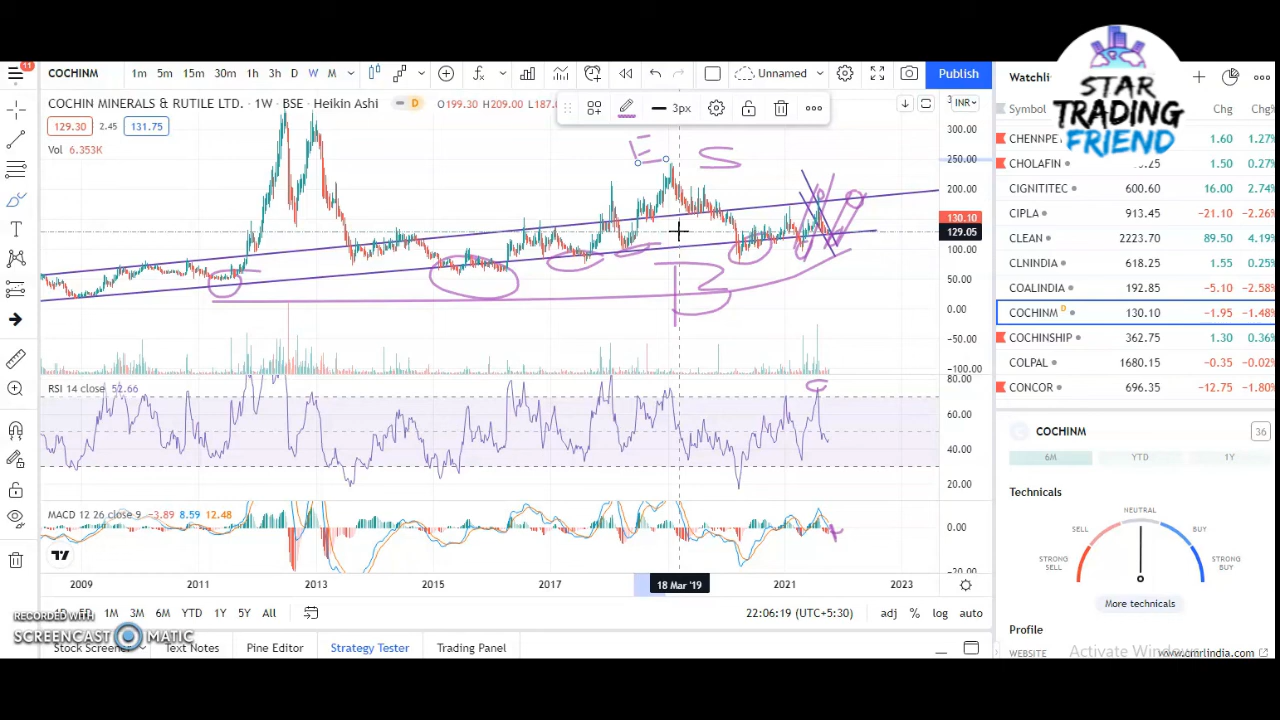 11
COCHINM 1m 5m 15m 30m 1h 3h D W M Unnamed Publish
COCHIN MINERALS & RUTILE LTD. · 1W · BSE · Heikin Ashi D O199.30 H209.00 L187.
129.30 2.45 131.75
Vol 6.353K
3px
INR
300.00
250.00
200.00
130.10
129.05
100.00
50.00
0.00
−50.00
−100.00
E S
B
RSI 14 close 52.66
80.00
60.00
40.00
20.00
MACD 12 26 close 9 −3.89 8.59 12.48
0.00
−20.00
2009 2011 2013 2015 2017 18 Mar '19 2021 2023
1D 5D 1M 3M 6M YTD 1Y 5Y All 22:06:19 (UTC+5:30) adj % log auto
RECORDED WITH
SCREENCAST MATIC
Stock Screener Text Notes Pine Editor Strategy Tester Trading Panel
Watchli
Symbol Chg Chg%
STAR
TRADING
FRIEND
CHENNPE 1.60 1.27%
CHOLAFIN .25 1.50 0.27%
CIGNITITEC 600.60 16.00 2.74%
CIPLA 913.45 −21.10 −2.26%
CLEAN 2223.70 89.50 4.19%
CLNINDIA 618.25 1.55 0.25%
COALINDIA 192.85 −5.10 −2.58%
COCHINM D 130.10 −1.95 −1.48%
COCHINSHIP 362.75 1.30 0.36%
COLPAL 1680.15 −0.35 −0.02%
CONCOR 696.35 −12.75 −1.80%
COCHINM 36
6M YTD 1Y
Technicals
NEUTRAL
SELL BUY
STRONG SELL STRONG BUY
More technicals
Profile
WEBSITE www.cmrlindia.com
Activate Windows